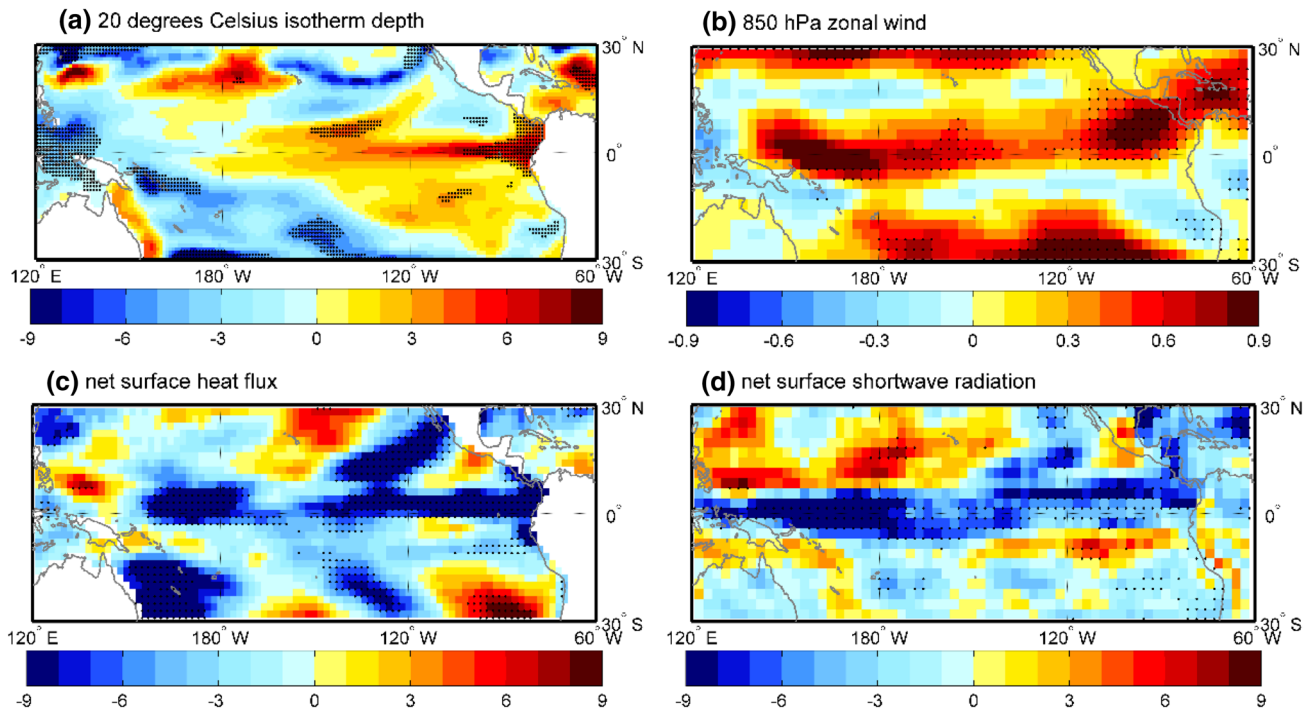 (a) 20 degrees Celsius isotherm depth
(b) 850 hPa zonal wind
30° N
0°
30° S
120° E 180° W 120° W 60° W
-9 -6 -3 0 3 6 9
30° N
0°
30° S
120° E 180° W 120° W 60° W
-0.9 -0.6 -0.3 0 0.3 0.6 0.9
(c) net surface heat flux
(d) net surface shortwave radiation
30° N
0°
30° S
120° E 180° W 120° W 60° W
-9 -6 -3 0 3 6 9
30° N
0°
30° S
120° E 180° W 120° W 60° W
-9 -6 -3 0 3 6 9